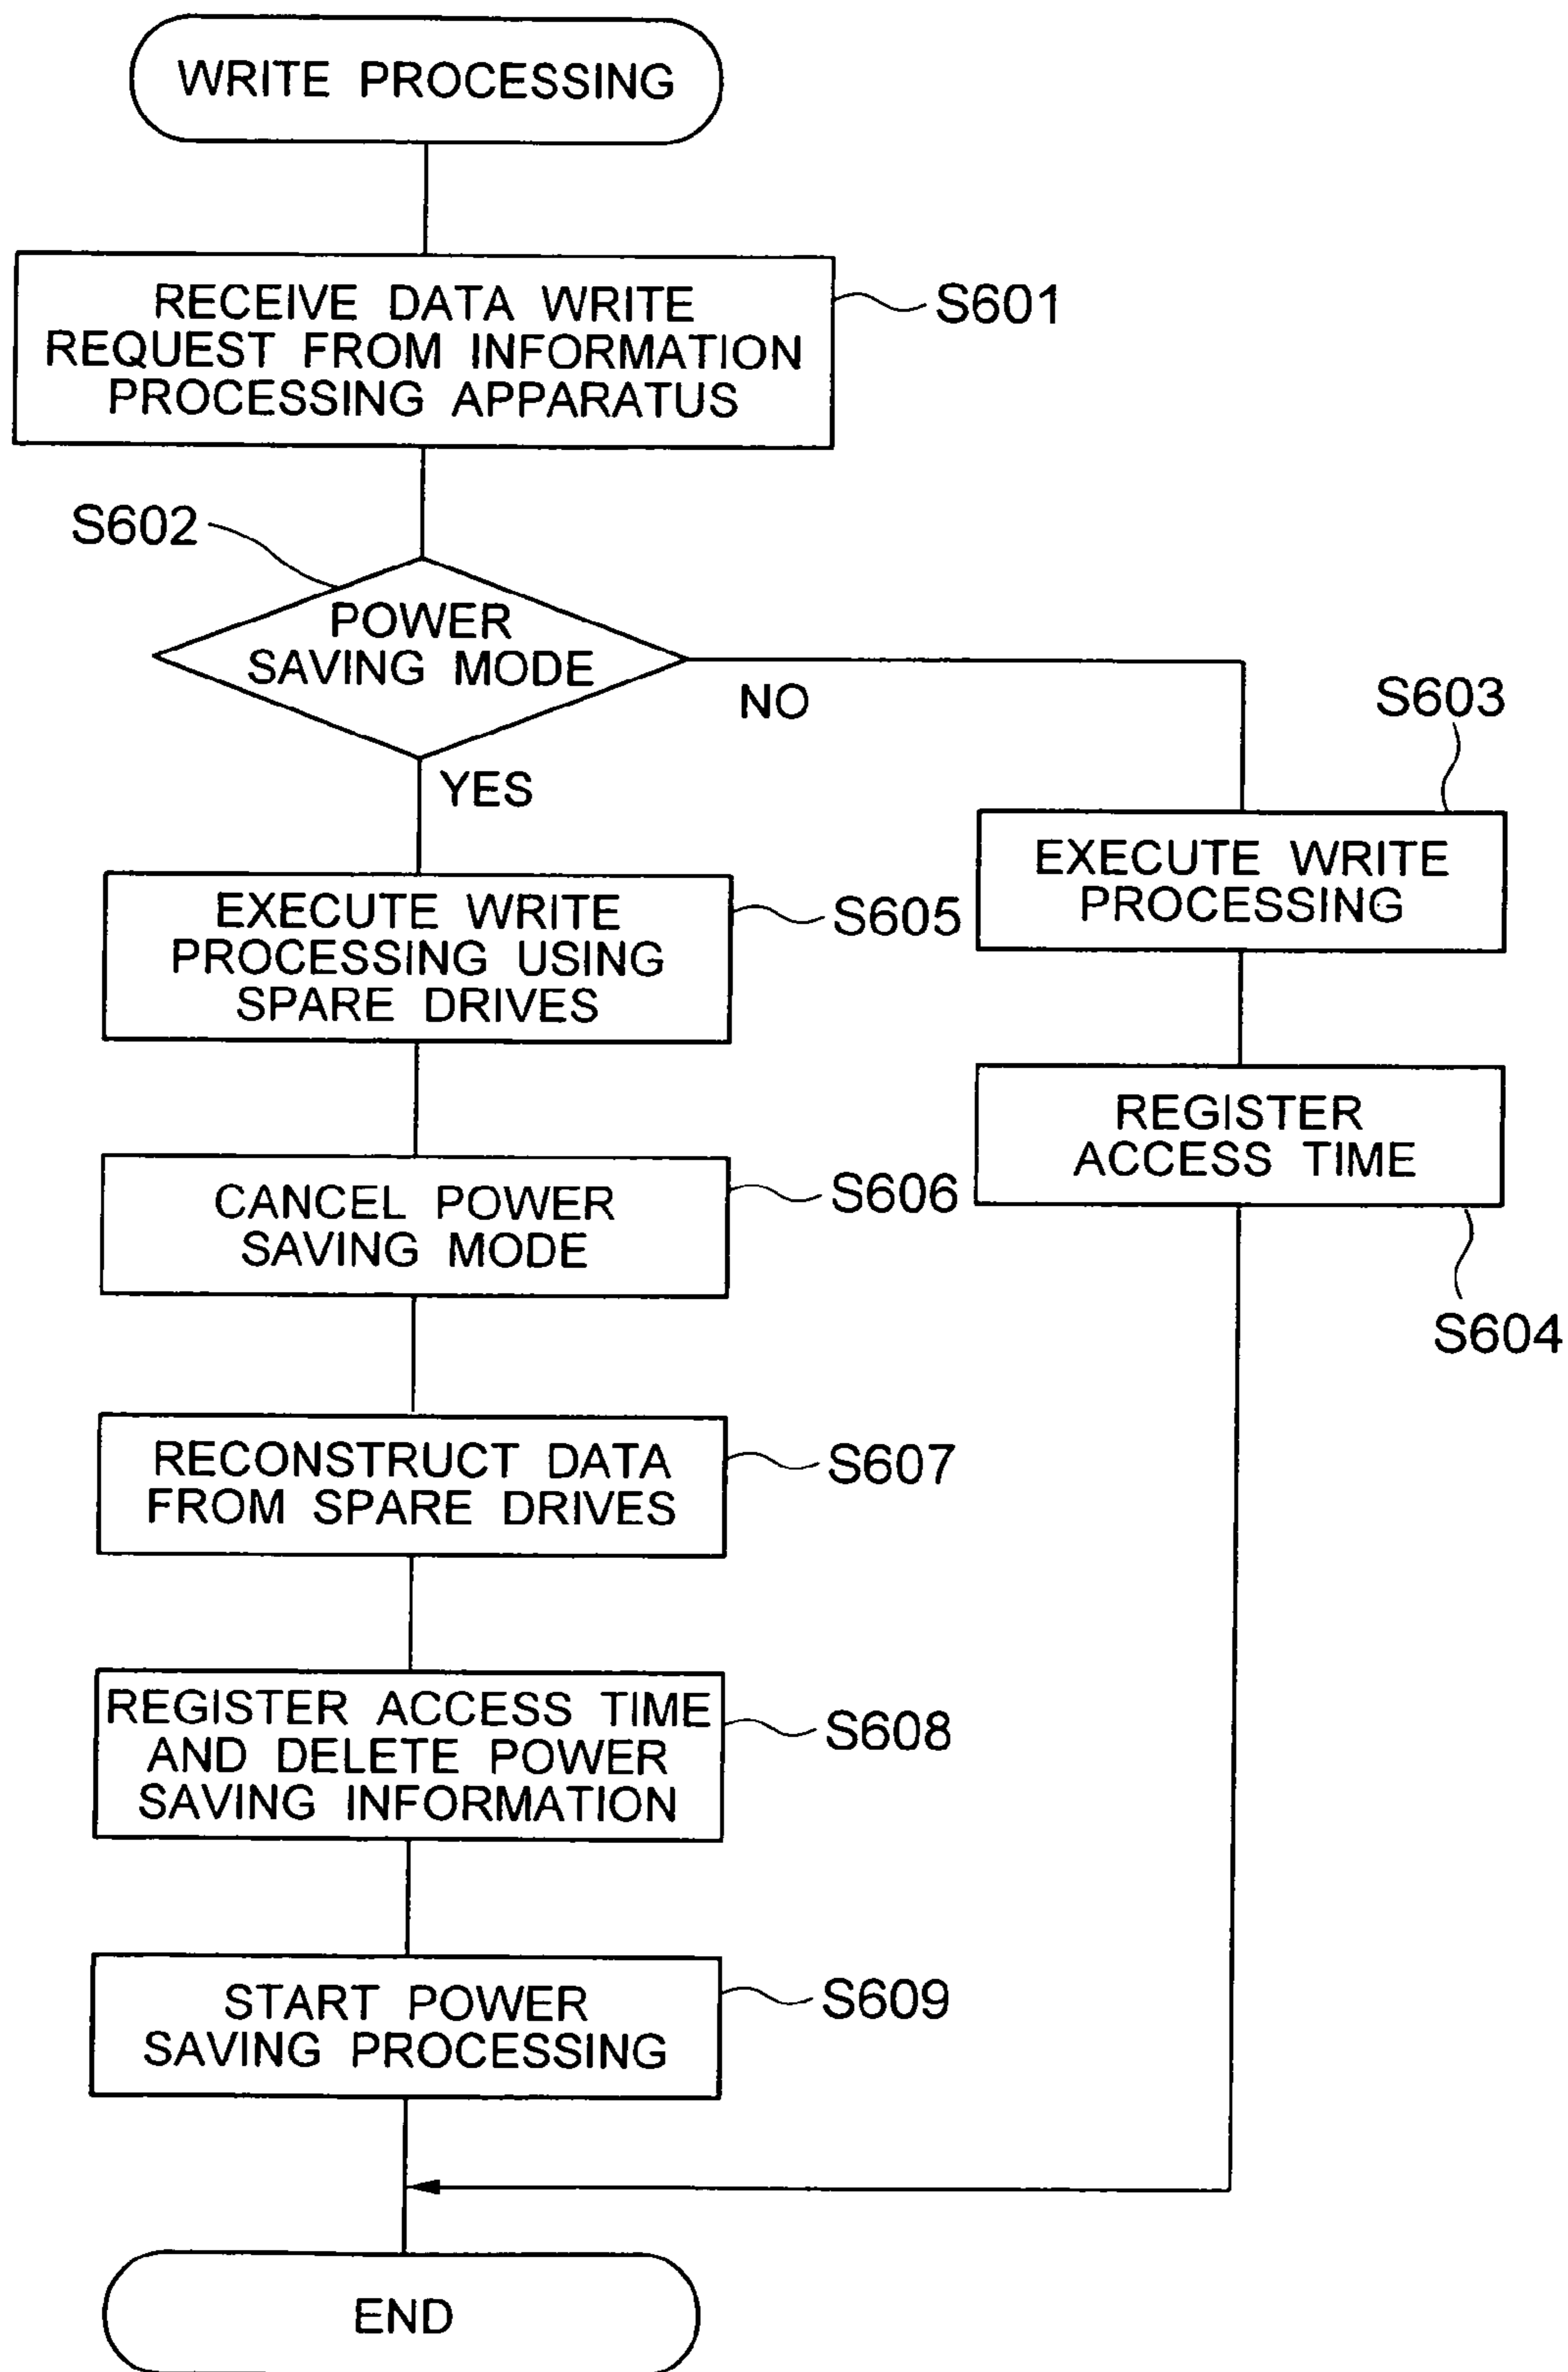 WRITE PROCESSING
RECEIVE DATA WRITE
REQUEST FROM INFORMATION
PROCESSING APPARATUS
S601
S602
POWER
SAVING MODE
NO
YES
S603
EXECUTE WRITE
PROCESSING
EXECUTE WRITE
PROCESSING USING
SPARE DRIVES
S605
REGISTER
ACCESS TIME
S604
CANCEL POWER
SAVING MODE
S606
RECONSTRUCT DATA
FROM SPARE DRIVES
S607
REGISTER ACCESS TIME
AND DELETE POWER
SAVING INFORMATION
S608
START POWER
SAVING PROCESSING
S609
END